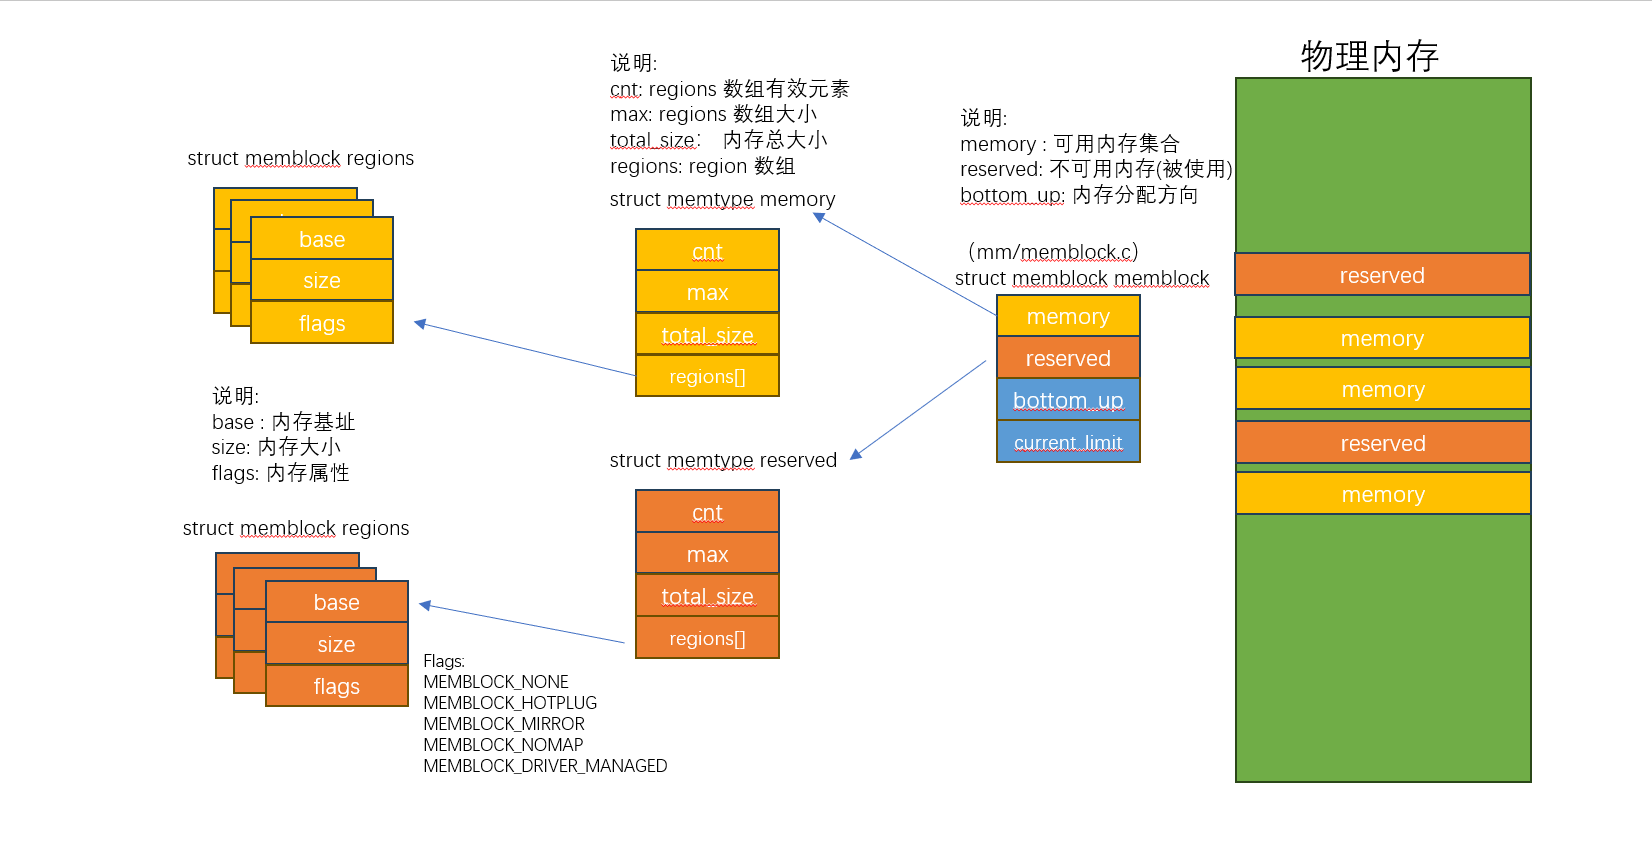 struct memblock regions
base
size
flags
说明:
base : 内存基址
size: 内存大小
flags: 内存属性
struct memblock regions
base
size
flags
Flags:
MEMBLOCK_NONE
MEMBLOCK_HOTPLUG
MEMBLOCK_MIRROR
MEMBLOCK_NOMAP
MEMBLOCK_DRIVER_MANAGED
说明:
cnt: regions 数组有效元素
max: regions 数组大小
total_size： 内存总大小
regions: region 数组
struct memtype memory
cnt
max
total_size
regions[]
struct memtype reserved
cnt
max
total_size
regions[]
说明:
memory : 可用内存集合
reserved: 不可用内存(被使用)
bottom_up: 内存分配方向
（mm/memblock.c）
struct memblock memblock
memory
reserved
bottom_up
current_limit
物理内存
reserved
memory
memory
reserved
memory